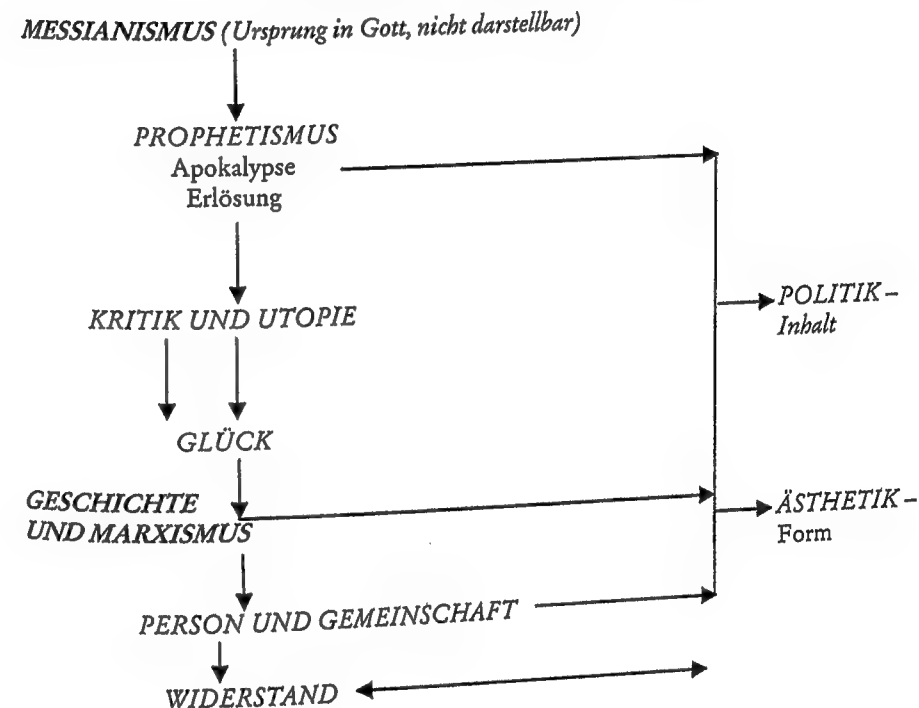 MESSIANISMUS (Ursprung in Gott, nicht darstellbar)
PROPHETISMUS
Apokalypse
Erlösung
KRITIK UND UTOPIE
POLITIK –
Inhalt
GLÜCK
GESCHICHTE
UND MARXISMUS
ÄSTHETIK –
Form
PERSON UND GEMEINSCHAFT
WIDERSTAND